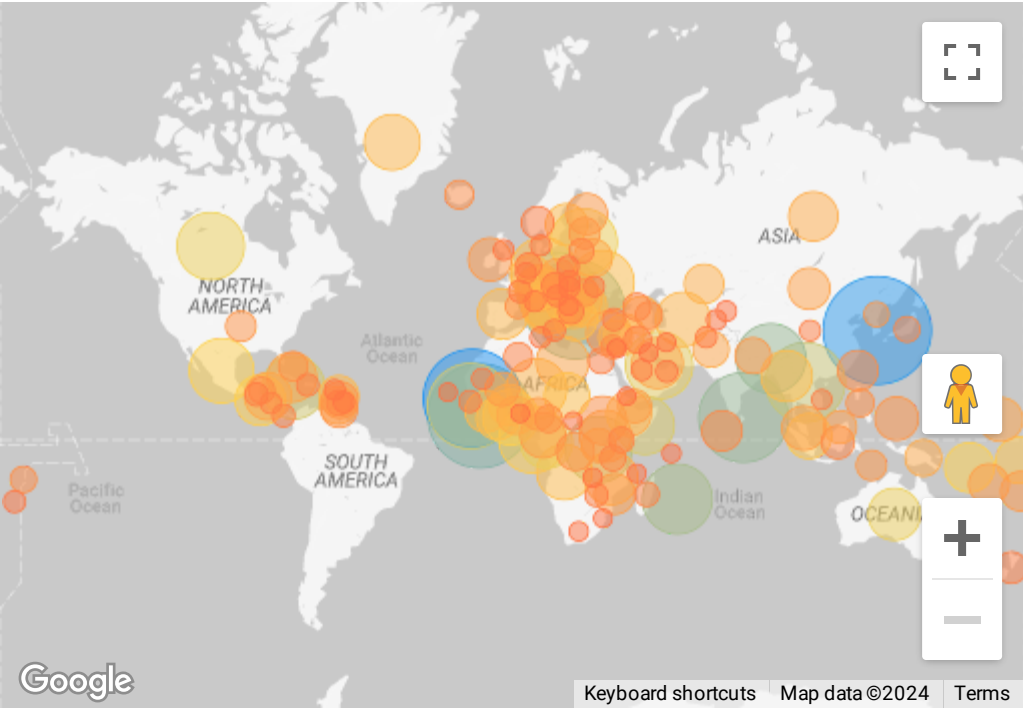 ASIA
NORTH
AMERICA
Atlantic
Ocean
AFRICA
SOUTH
AMERICA
Pacific
Ocean
Indian
Ocean
OCEANI
Google
Keyboard shortcuts
Map data ©2024
Terms